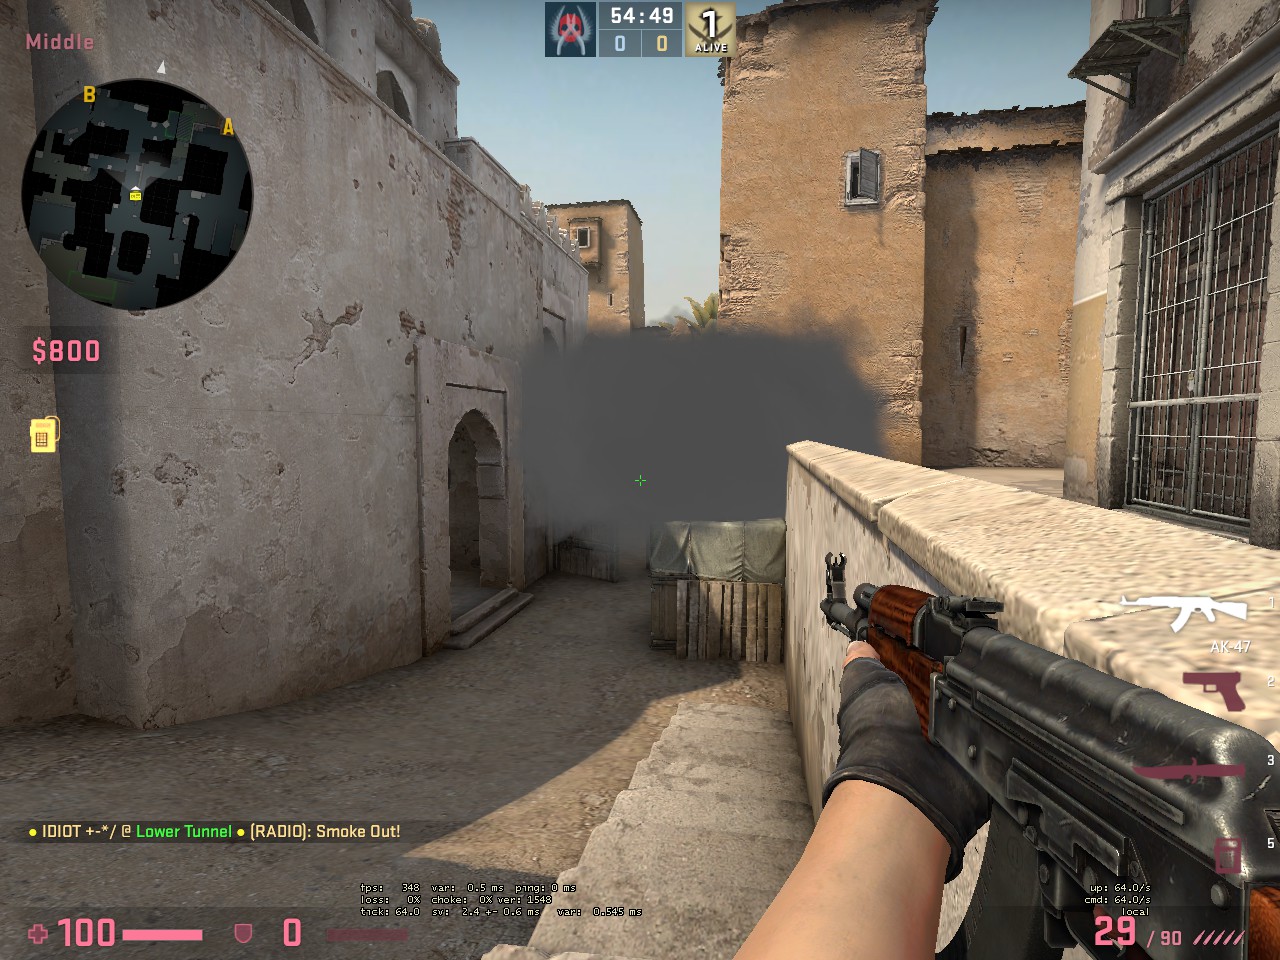 Middle
54:49
0 0
1
ALIVE
B
A
$800
1
AK-47
2
3
5
● IDIOT +-*/ @ Lower Tunnel ● (RADIO): Smoke Out!
fps: 348 var: 0.5 ms ping: 0 ms
loss: 0% choke: 0% ver: 1548
tick: 64.0 sv: 2.4 +- 0.6 ms var: 0.545 ms
up: 64.0/s
cmd: 64.0/s
local
100
0
29 / 90